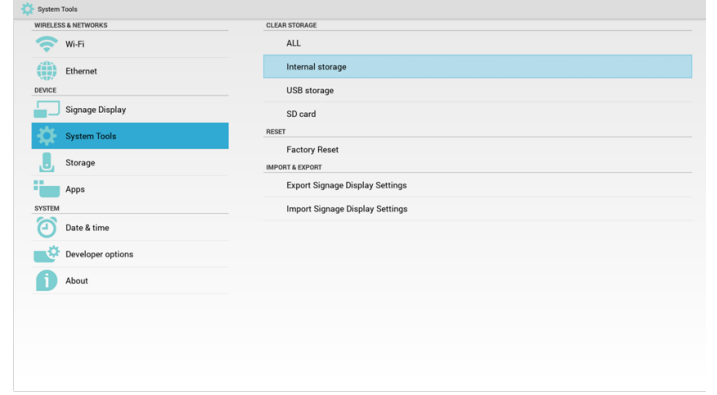 System Tools
WIRELESS & NETWORKS
Wi-Fi
Ethernet
DEVICE
Signage Display
System Tools
Storage
Apps
SYSTEM
Date & time
Developer options
About
CLEAR STORAGE
ALL
Internal storage
USB storage
SD card
RESET
Factory Reset
IMPORT & EXPORT
Export Signage Display Settings
Import Signage Display Settings